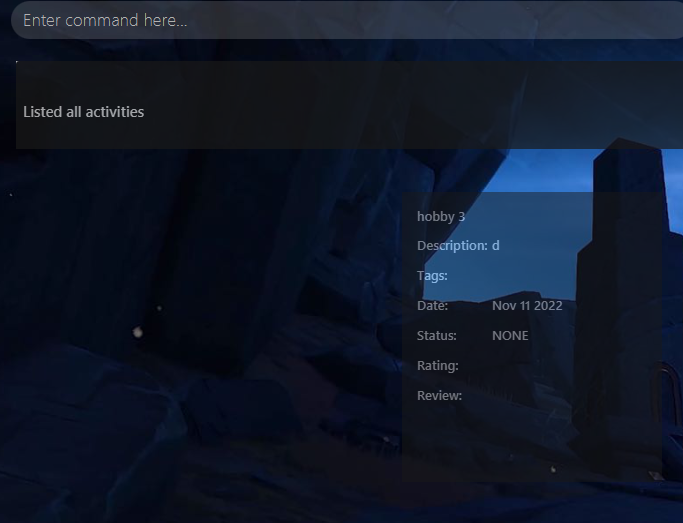 Enter command here...
Listed all activities
hobby 3
Description: d
Tags:
Date: Nov 11 2022
Status: NONE
Rating:
Review: